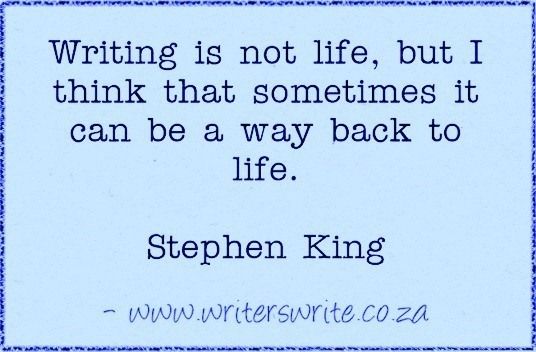 Writing is not life, but I
think that sometimes it
can be a way back to
life.
Stephen King
- www.writerswrite.co.za